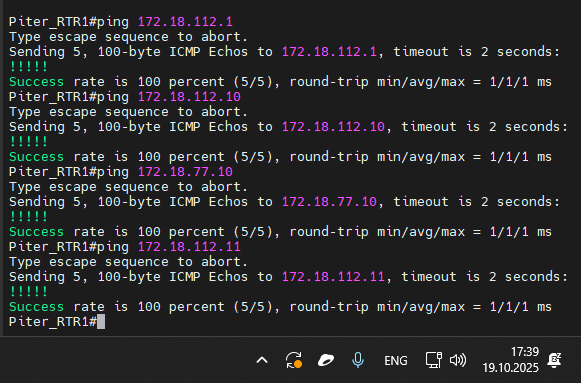 Piter_RTR1#ping 172.18.112.1
Type escape sequence to abort.
Sending 5, 100-byte ICMP Echos to 172.18.112.1, timeout is 2 seconds:
!!!!!
Success rate is 100 percent (5/5), round-trip min/avg/max = 1/1/1 ms
Piter_RTR1#ping 172.18.112.10
Type escape sequence to abort.
Sending 5, 100-byte ICMP Echos to 172.18.112.10, timeout is 2 seconds:
!!!!!
Success rate is 100 percent (5/5), round-trip min/avg/max = 1/1/1 ms
Piter_RTR1#ping 172.18.77.10
Type escape sequence to abort.
Sending 5, 100-byte ICMP Echos to 172.18.77.10, timeout is 2 seconds:
!!!!!
Success rate is 100 percent (5/5), round-trip min/avg/max = 1/1/1 ms
Piter_RTR1#ping 172.18.112.11
Type escape sequence to abort.
Sending 5, 100-byte ICMP Echos to 172.18.112.11, timeout is 2 seconds:
!!!!!
Success rate is 100 percent (5/5), round-trip min/avg/max = 1/1/1 ms
Piter_RTR1#
ENG
17:39
19.10.2025